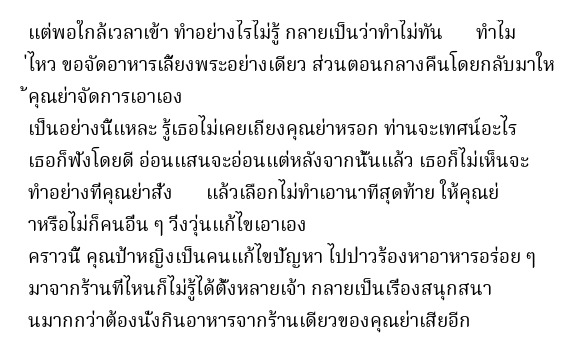 แต่พอใกล้เวลาเข้า ทำอย่างไรไม่รู้ กลายเป็นว่าทำไม่ทัน ทำไม
่ไหว ขอจัดอาหารเลี้ยงพระอย่างเดียว ส่วนตอนกลางคืนโดยกลับมาให
้คุณย่าจัดการเอาเอง
เป็นอย่างนี้แหละ รู้เธอไม่เคยเถียงคุณย่าหรอก ท่านจะเทศน์อะไร
เธอก็ฟังโดยดี อ่อนแสนจะอ่อนแต่หลังจากนั้นแล้ว เธอก็ไม่เห็นจะ
ทำอย่างที่คุณย่าสั่ง แล้วเลือกไม่ทำเอานาทีสุดท้าย ให้คุณย่
าหรือไม่ก็คนอื่น ๆ วิ่งวุ่นแก้ไขเอาเอง
คราวนี้ คุณป้าหญิงเป็นคนแก้ไขปัญหา ไปปาวร้องหาอาหารอร่อย ๆ
มาจากร้านที่ไหนก็ไม่รู้ได้ตั้งหลายเจ้า กลายเป็นเรื่องสนุกสนา
นมากกว่าต้องนั่งกินอาหารจากร้านเดียวของคุณย่าเสียอีก